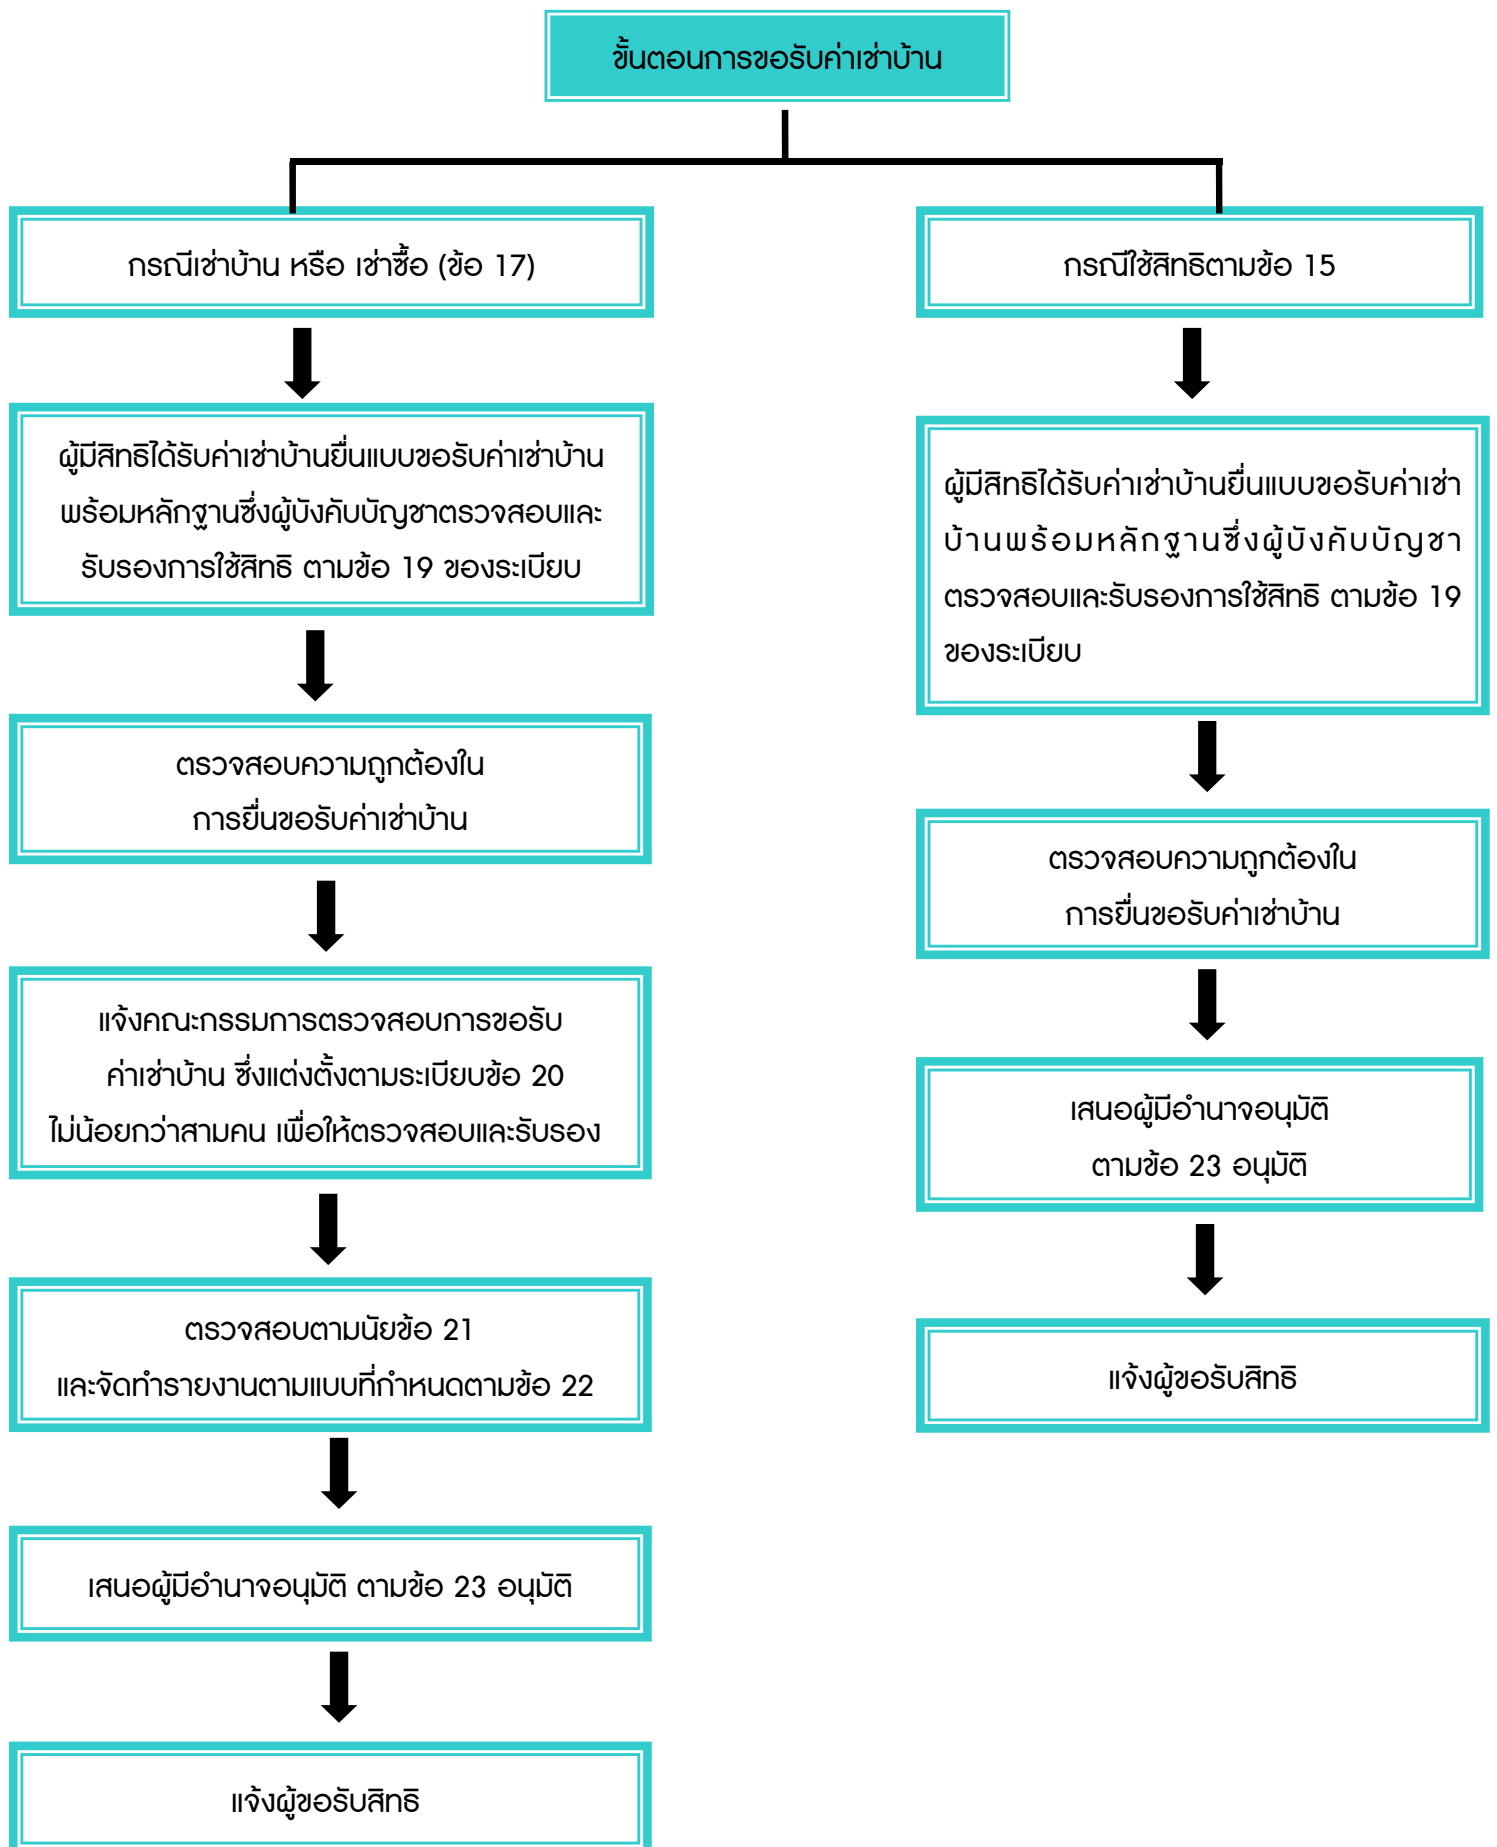 ขั้นตอนการขอรับค่าเช่าบ้าน
กรณีเช่าบ้าน หรือ เช่าซื้อ (ข้อ 17)
ผู้มีสิทธิได้รับค่าเช่าบ้านยื่นแบบขอรับค่าเช่าบ้าน
พร้อมหลักฐานซึ่งผู้บังคับบัญชาตรวจสอบและ
รับรองการใช้สิทธิ ตามข้อ 19 ของระเบียบ
ตรวจสอบความถูกต้องใน
การยื่นขอรับค่าเช่าบ้าน
แจ้งคณะกรรมการตรวจสอบการขอรับ
ค่าเช่าบ้าน ซึ่งแต่งตั้งตามระเบียบข้อ 20
ไม่น้อยกว่าสามคน เพื่อให้ตรวจสอบและรับรอง
ตรวจสอบตามนัยข้อ 21
และจัดทำรายงานตามแบบที่กำหนดตามข้อ 22
เสนอผู้มีอำนาจอนุมัติ ตามข้อ 23 อนุมัติ
แจ้งผู้ขอรับสิทธิ
กรณีใช้สิทธิตามข้อ 15
ผู้มีสิทธิได้รับค่าเช่าบ้านยื่นแบบขอรับค่าเช่า
บ้านพร้อมหลักฐานซึ่งผู้บังคับบัญชา
ตรวจสอบและรับรองการใช้สิทธิ ตามข้อ 19
ของระเบียบ
ตรวจสอบความถูกต้องใน
การยื่นขอรับค่าเช่าบ้าน
เสนอผู้มีอำนาจอนุมัติ
ตามข้อ 23 อนุมัติ
แจ้งผู้ขอรับสิทธิ